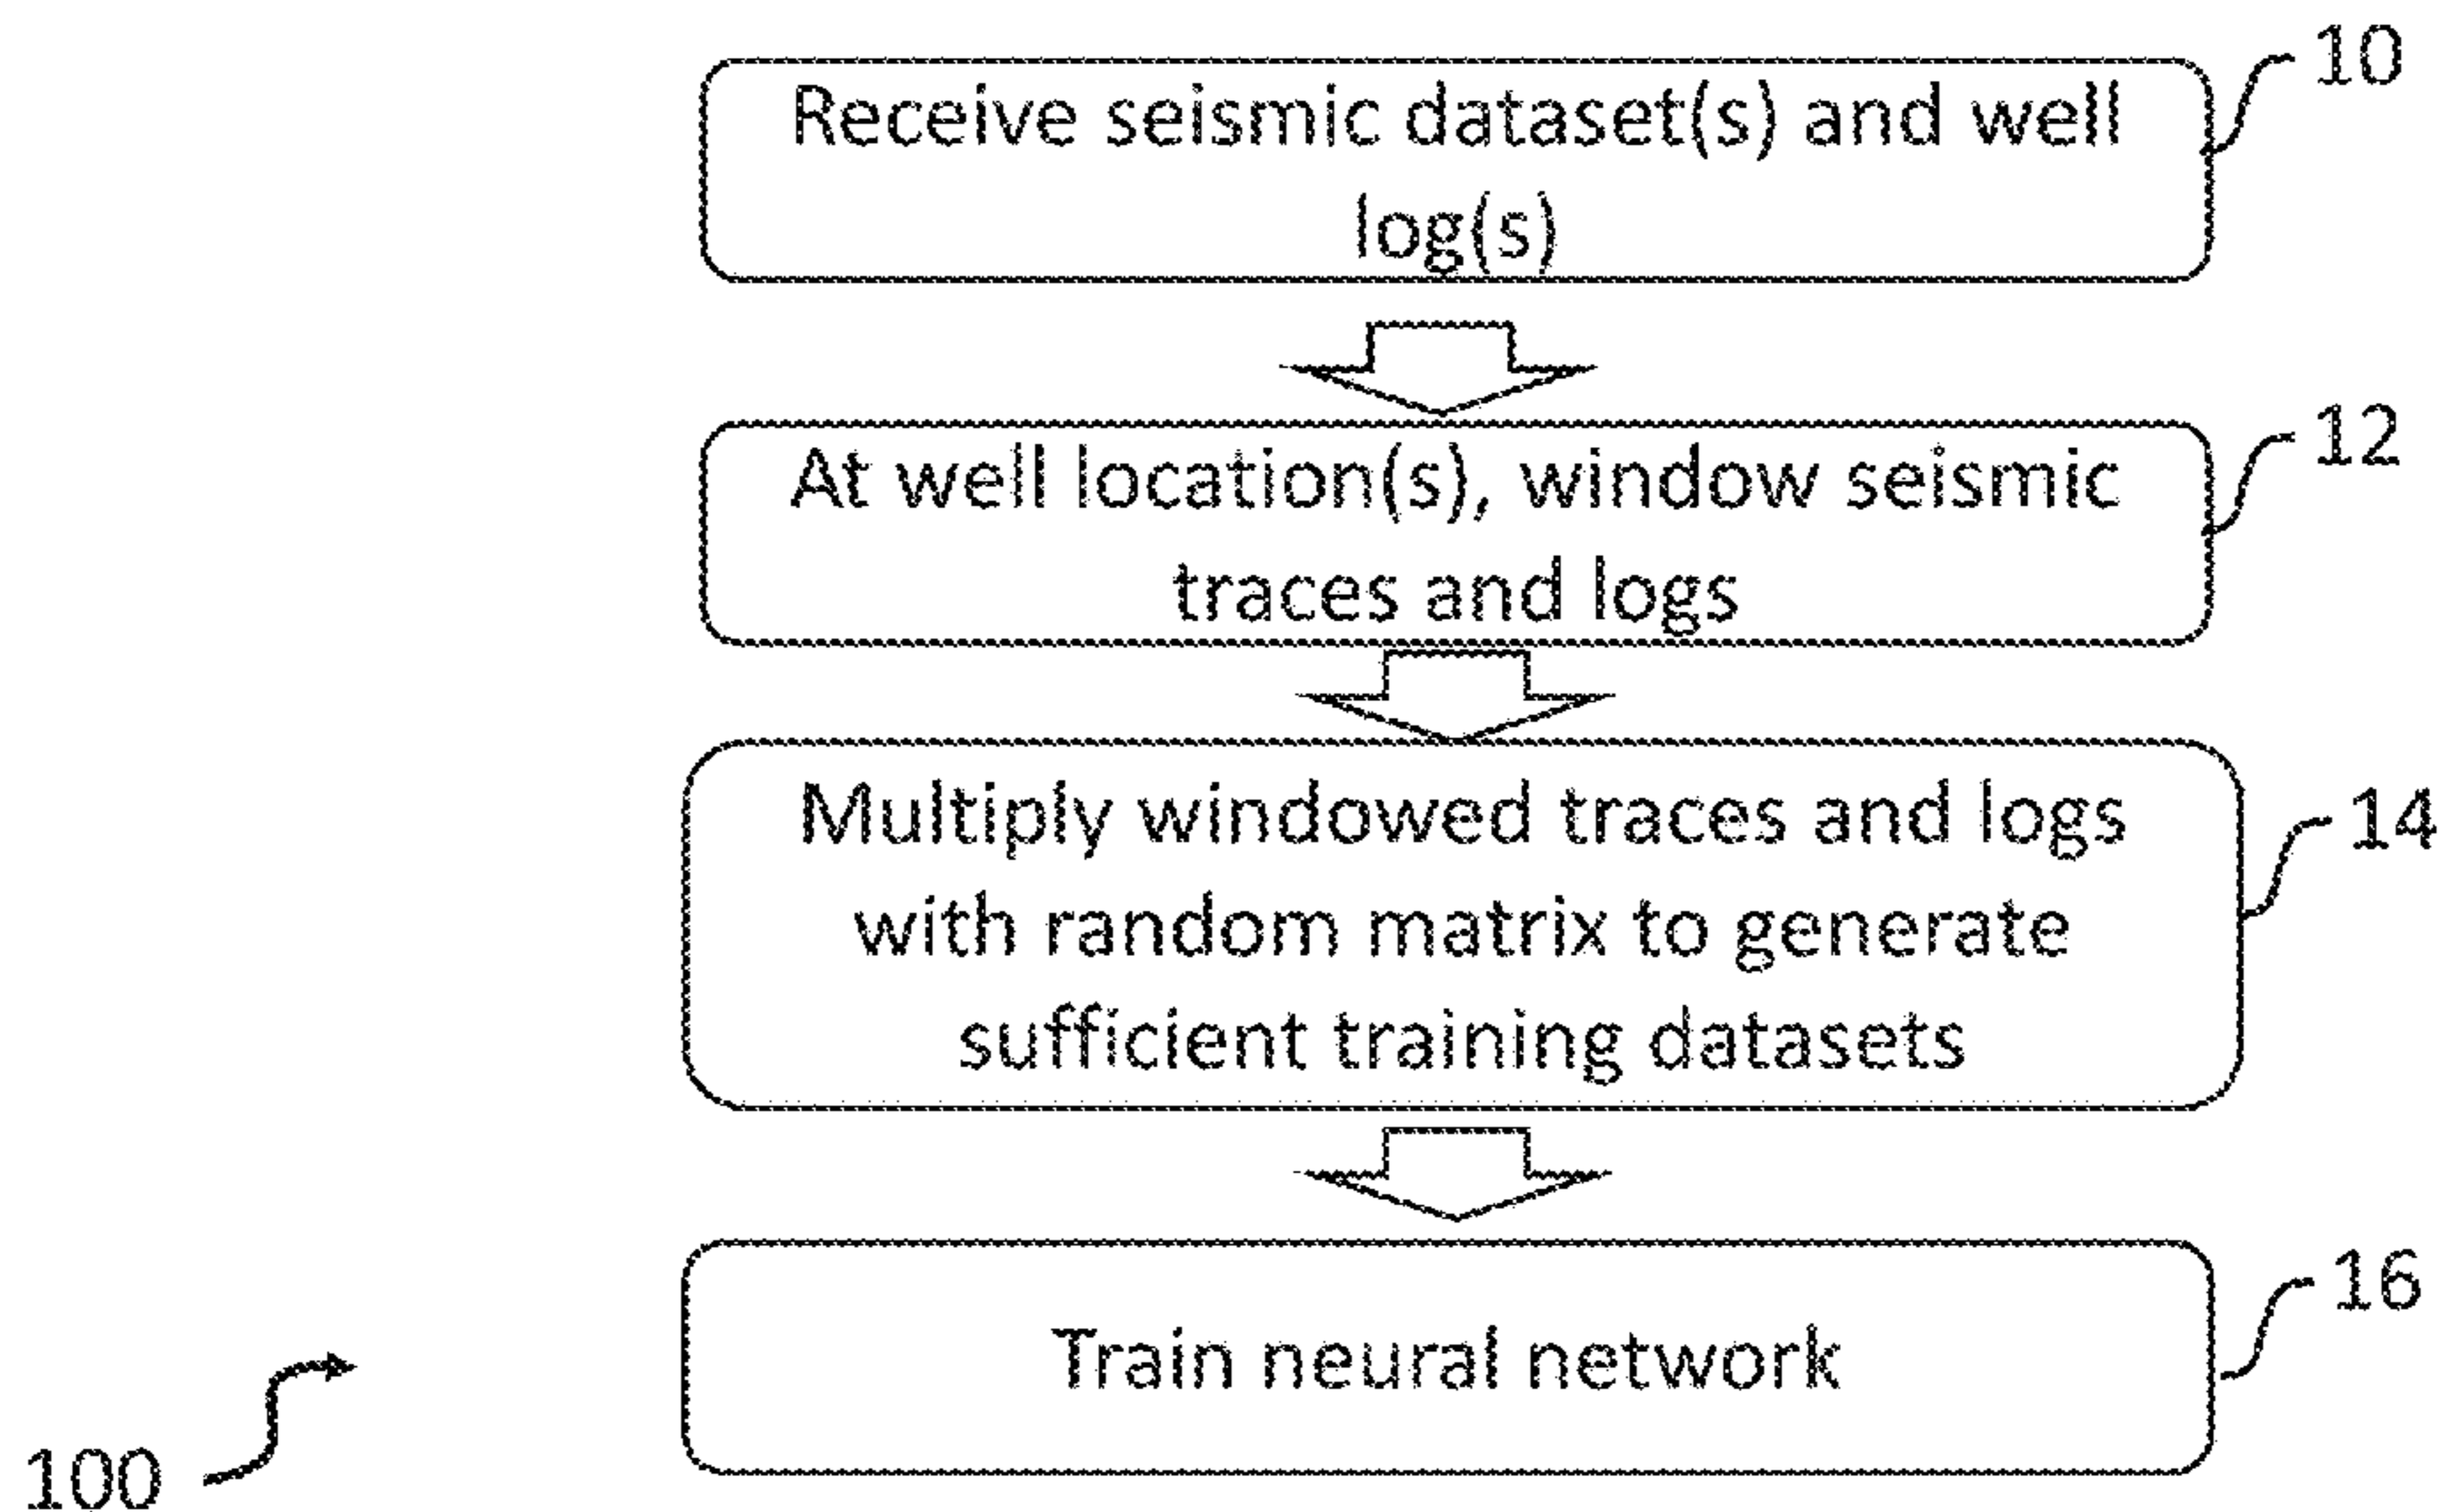 Receive seismic dataset(s) and well
log(s)
10
At well location(s), window seismic
traces and logs
12
Multiply windowed traces and logs
with random matrix to generate
sufficient training datasets
14
Train neural network
16
100